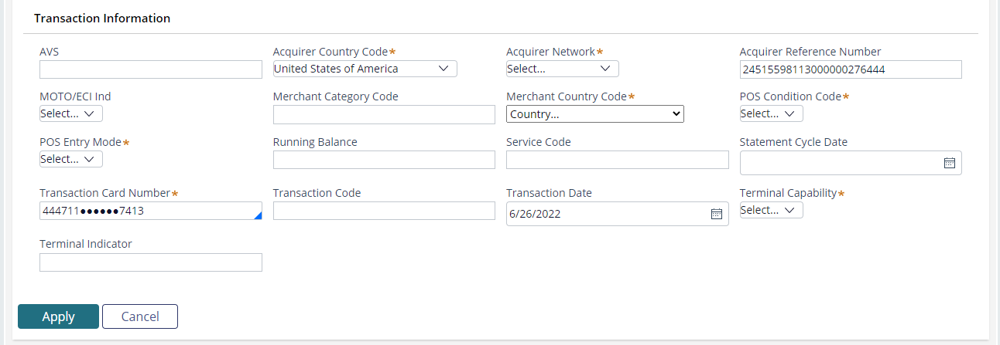 Transaction Information
AVS
Acquirer Country Code*
Acquirer Network*
Acquirer Reference Number
United States of America
Select...
24515598113000000276444
MOTO/ECI Ind
Merchant Category Code
Merchant Country Code*
POS Condition Code*
Select...
Country...
Select...
POS Entry Mode*
Running Balance
Service Code
Statement Cycle Date
Select...
Transaction Card Number*
Transaction Code
Transaction Date
Terminal Capability*
444711●●●●●●7413
6/26/2022
Select...
Terminal Indicator
Apply
Cancel